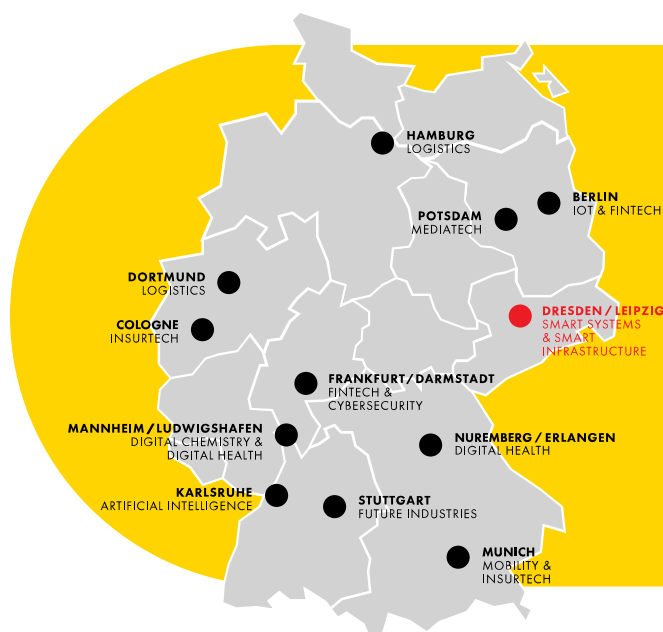 HAMBURG
LOGISTICS
BERLIN
IOT & FINTECH
POTSDAM
MEDIATECH
DORTMUND
LOGISTICS
DRESDEN / LEIPZIG
SMART SYSTEMS
& SMART
INFRASTRUCTURE
COLOGNE
INSURTECH
FRANKFURT / DARMSTADT
FINTECH &
CYBERSECURITY
MANNHEIM / LUDWIGSHAFEN
DIGITAL CHEMISTRY &
DIGITAL HEALTH
NUREMBERG / ERLANGEN
DIGITAL HEALTH
KARLSRUHE
ARTIFICIAL INTELLIGENCE
STUTTGART
FUTURE INDUSTRIES
MUNICH
MOBILITY &
INSURTECH